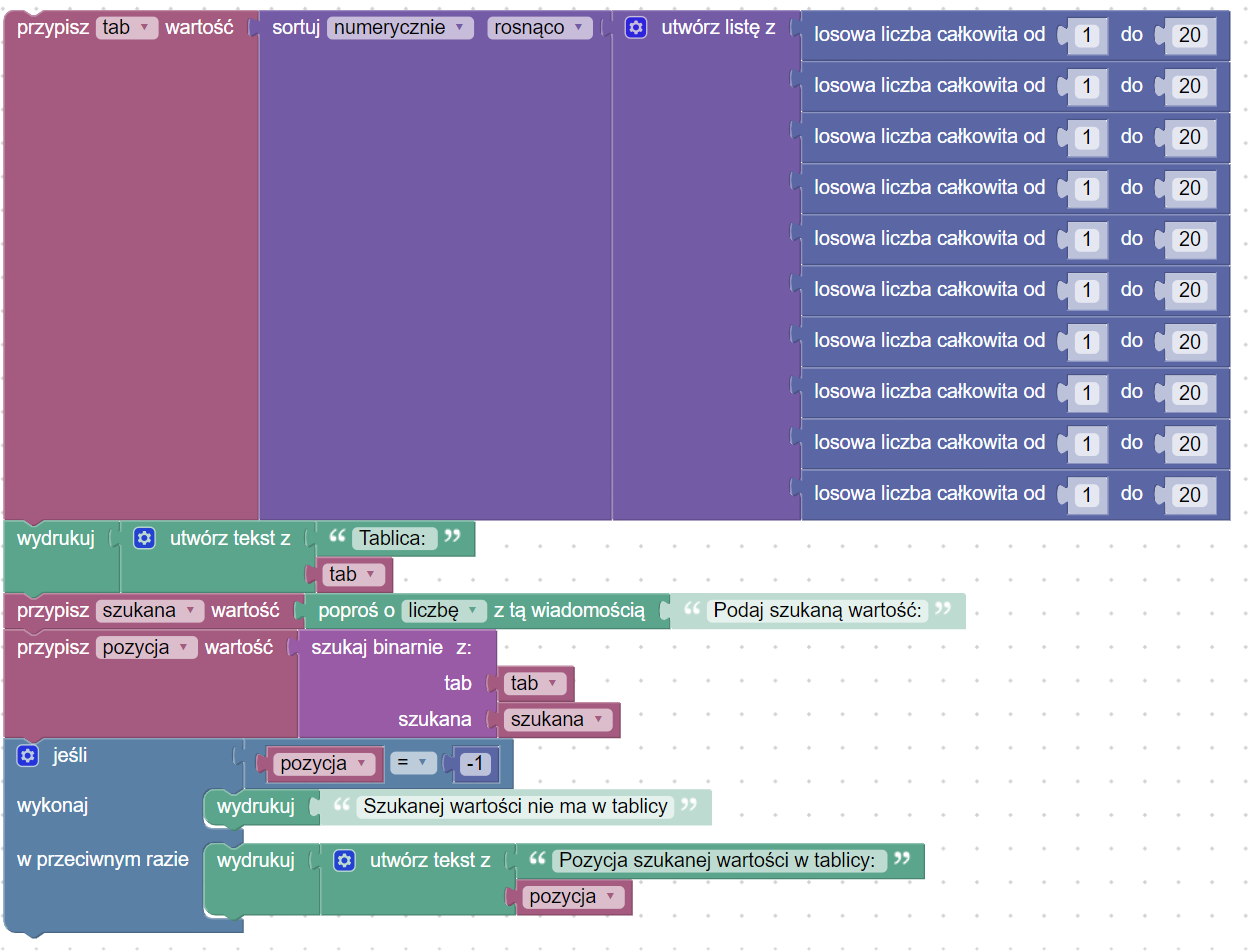 przypisz tab wartość sortuj numerycznie rosnąco utwórz listę z losowa liczba całkowita od 1 do 20
losowa liczba całkowita od 1 do 20
losowa liczba całkowita od 1 do 20
losowa liczba całkowita od 1 do 20
losowa liczba całkowita od 1 do 20
losowa liczba całkowita od 1 do 20
losowa liczba całkowita od 1 do 20
losowa liczba całkowita od 1 do 20
losowa liczba całkowita od 1 do 20
losowa liczba całkowita od 1 do 20
wydrukuj utwórz tekst z “ Tablica: ”
tab
przypisz szukana wartość poproś o liczbę z tą wiadomością “ Podaj szukaną wartość: ”
przypisz pozycja wartość szukaj binarnie z:
tab tab
szukana szukana
jeśli pozycja = -1
wykonaj wydrukuj “ Szukanej wartości nie ma w tablicy ”
w przeciwnym razie wydrukuj utwórz tekst z “ Pozycja szukanej wartości w tablicy: ”
pozycja